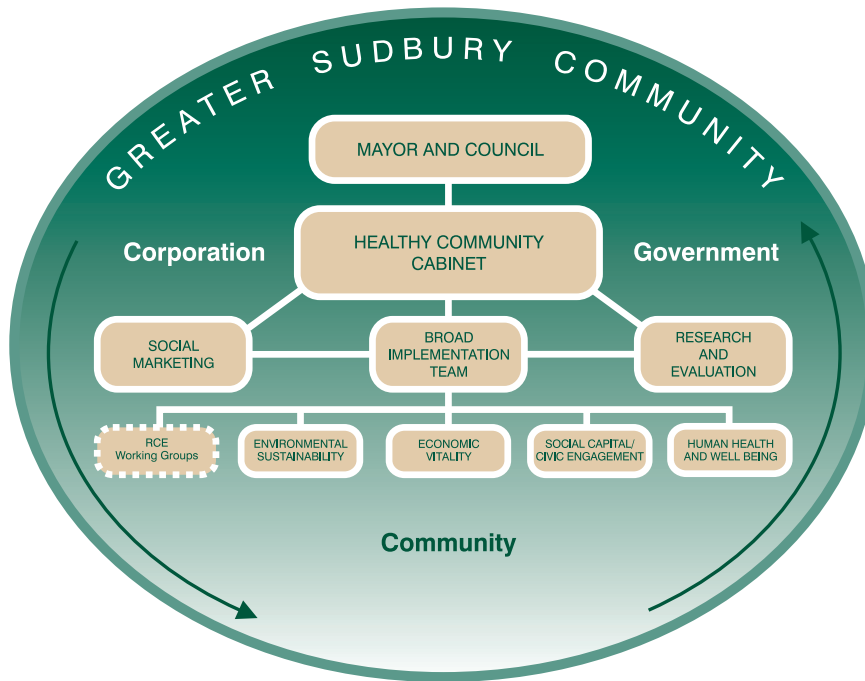 GREATER SUDBURY COMMUNITY
MAYOR AND COUNCIL
Corporation
HEALTHY COMMUNITY
CABINET
Government
SOCIAL
MARKETING
BROAD
IMPLEMENTATION
TEAM
RESEARCH
AND
EVALUATION
RCE
Working Groups
ENVIRONMENTAL
SUSTAINABILITY
ECONOMIC
VITALITY
SOCIAL CAPITAL/
CIVIC ENGAGEMENT
HUMAN HEALTH
AND WELL BEING
Community